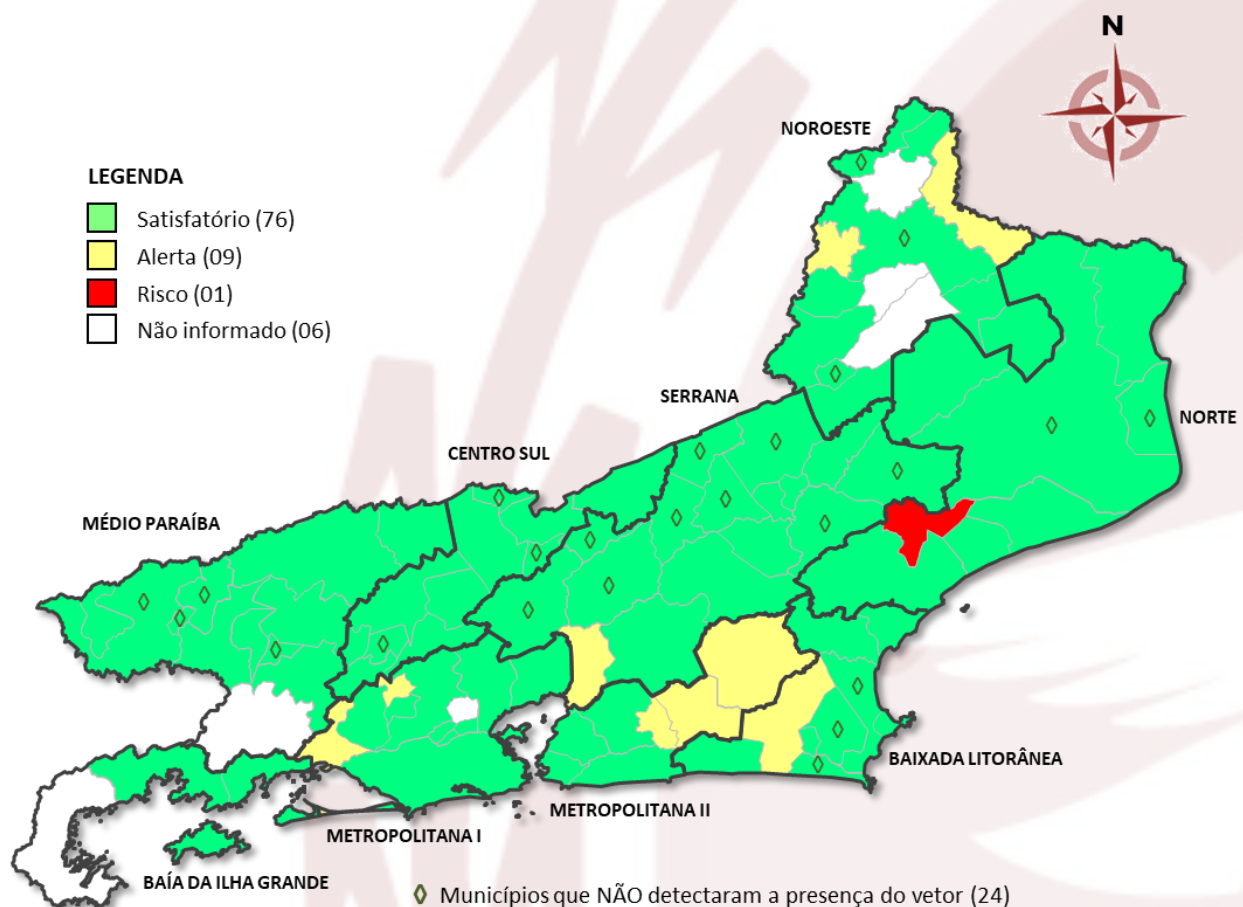 N
NOROESTE
LEGENDA
Satisfatório (76)
Alerta (09)
Risco (01)
Não informado (06)
SERRANA
NORTE
CENTRO SUL
MÉDIO PARAÍBA
BAIXADA LITORÂNEA
METROPOLITANA II
METROPOLITANA I
BAÍA DA ILHA GRANDE
Municípios que NÃO detectaram a presença do vetor (24)